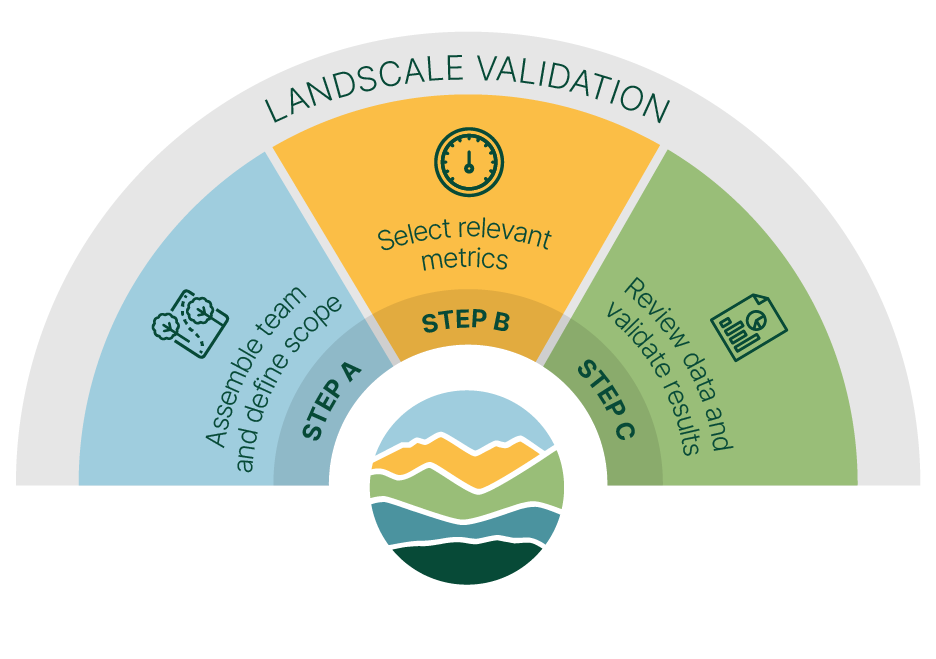 LANDSCALE VALIDATION
Assemble team
and define scope
STEP A
Select relevant
metrics
STEP B
Review data and
validate results
STEP C